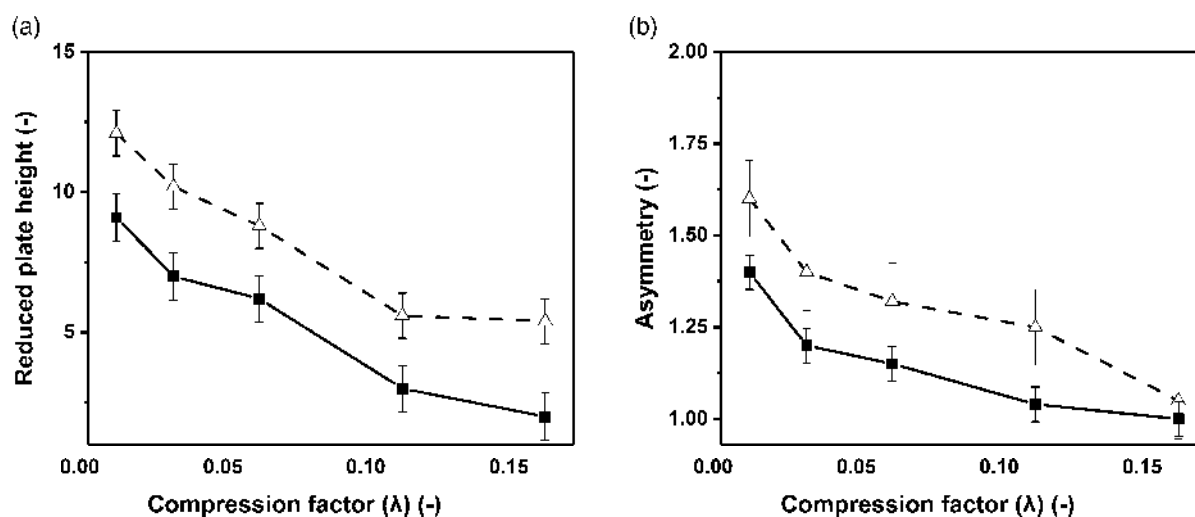 (a)
15
10
5
Reduced plate height (-)
0.00 0.05 0.10 0.15
Compression factor (λ) (-)
(b)
2.00
1.75
1.50
1.25
1.00
Asymmetry (-)
0.00 0.05 0.10 0.15
Compression factor (λ) (-)